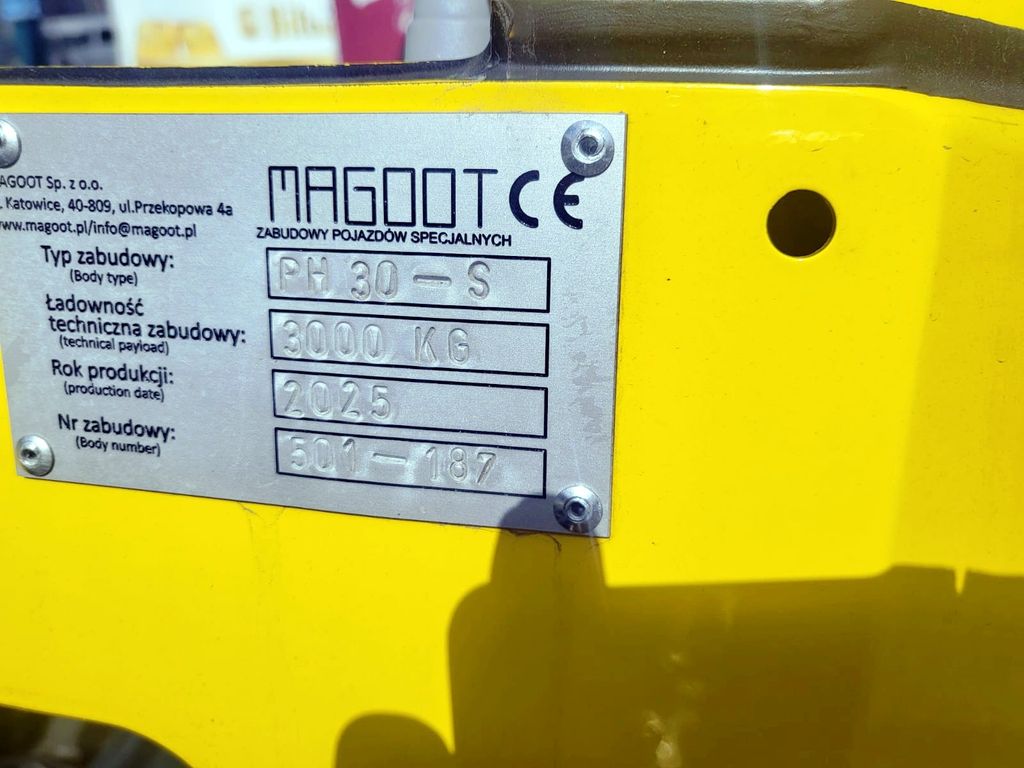 G
AGOOT Sp. z o.o.
. Katowice, 40-809, ul.Przekopowa 4a
www.magoot.pl/info@magoot.pl
MAGOOT CE
ZABUDOWY POJAZDÓW SPECJALNYCH
Typ zabudowy:
(Body type)
PH 30 - S
Ładowność
techniczna zabudowy:
(technical payload)
3000 KG
Rok produkcji:
(production date)
2025
Nr zabudowy:
(Body number)
501 - 187